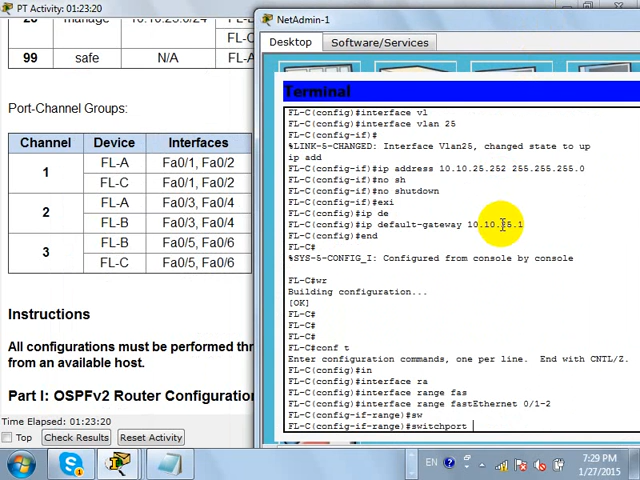 PT Activity: 01:23:20
manage
FL-C
99 safe N/A FL-A
Port-Channel Groups:
Channel Device Interfaces
1 FL-A Fa0/1, Fa0/2
FL-C Fa0/1, Fa0/2
2 FL-A Fa0/3, Fa0/4
FL-B Fa0/3, Fa0/4
3 FL-B Fa0/5, Fa0/6
FL-C Fa0/5, Fa0/6
Instructions
All configurations must be performed thr
from an available host.
Part I: OSPFv2 Router Configuration
Time Elapsed: 01:23:20
Top Check Results Reset Activity
NetAdmin-1
Desktop Software/Services
Terminal
FL-C(config)#interface vl
FL-C(config)#interface vlan 25
FL-C(config-if)#
%LINK-5-CHANGED: Interface Vlan25, changed state to up
ip add
FL-C(config-if)#ip address 10.10.25.252 255.255.255.0
FL-C(config-if)#no sh
FL-C(config-if)#no shutdown
FL-C(config-if)#exi
FL-C(config)#ip de
FL-C(config)#ip default-gateway 10.10.25.1
FL-C(config)#end
FL-C#
%SYS-5-CONFIG_I: Configured from console by console
FL-C#wr
Building configuration...
[OK]
FL-C#
FL-C#
FL-C#
FL-C#conf t
Enter configuration commands, one per line. End with CNTL/Z.
FL-C(config)#in
FL-C(config)#interface ra
FL-C(config)#interface range fas
FL-C(config)#interface range fastEthernet 0/1-2
FL-C(config-if-range)#sw
FL-C(config-if-range)#switchport
EN
7:29 PM
1/27/2015